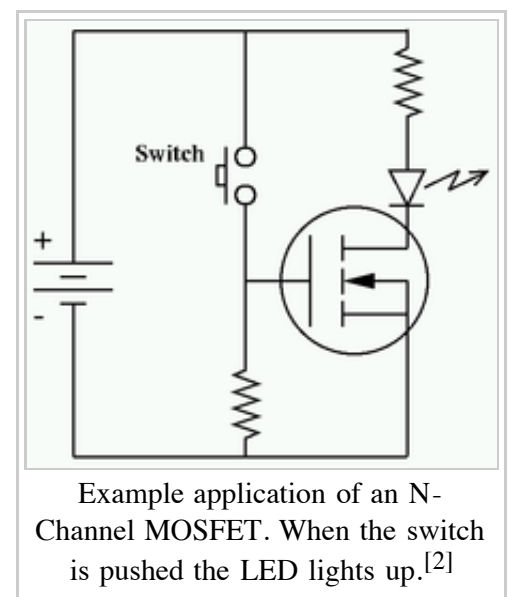 Switch
+
-
Example application of an N-
Channel MOSFET. When the switch
is pushed the LED lights up.[2]